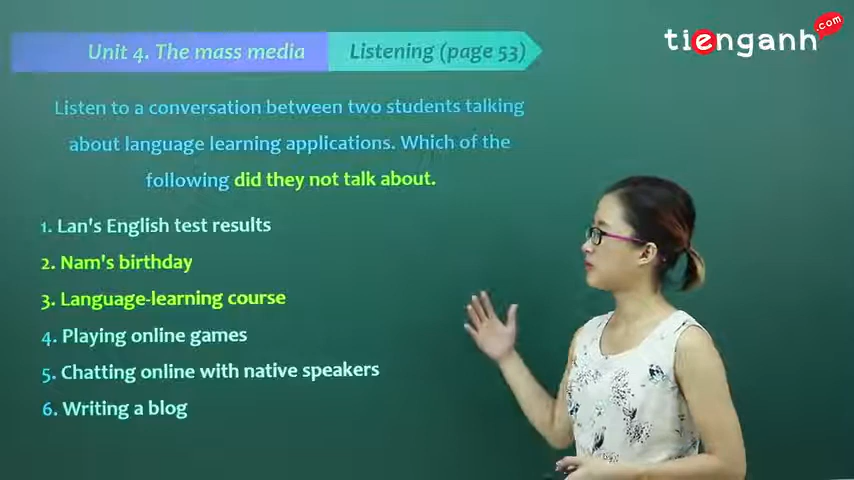 Unit 4. The mass media
Listening (page 53)
tienganh.com
Listen to a conversation between two students talking
about language learning applications. Which of the
following did they not talk about.
1. Lan's English test results
2. Nam's birthday
3. Language-learning course
4. Playing online games
5. Chatting online with native speakers
6. Writing a blog